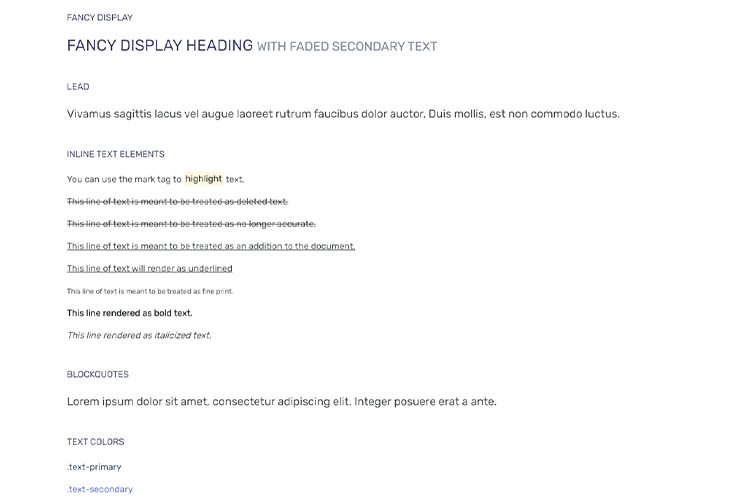 FANCY DISPLAY
FANCY DISPLAY HEADING WITH FADED SECONDARY TEXT
LEAD
Vivamus sagittis lacus vel augue laoreet rutrum faucibus dolor auctor. Duis mollis, est non commodo luctus.
INLINE TEXT ELEMENTS
You can use the mark tag to highlight text.
This line of text is meant to be treated as deleted text.
This line of text is meant to be treated as no longer accurate.
This line of text is meant to be treated as an addition to the document.
This line of text will render as underlined
This line of text is meant to be treated as fine print.
This line rendered as bold text.
This line rendered as italicized text.
BLOCKQUOTES
Lorem ipsum dolor sit amet, consectetur adipiscing elit. Integer posuere erat a ante.
TEXT COLORS
.text-primary
.text-secondary